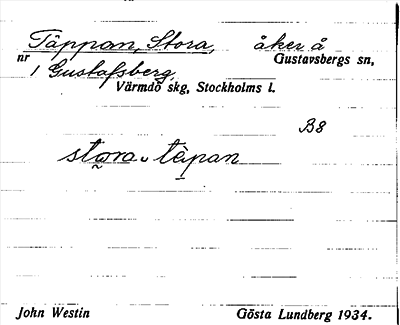 Täppan, Stora, åker å
nr Gustavsbergs sn,
1 Gustafsberg,
Värmdö skg, Stockholms l.
B8
stora täpan
John Westin Gösta Lundberg 1934.